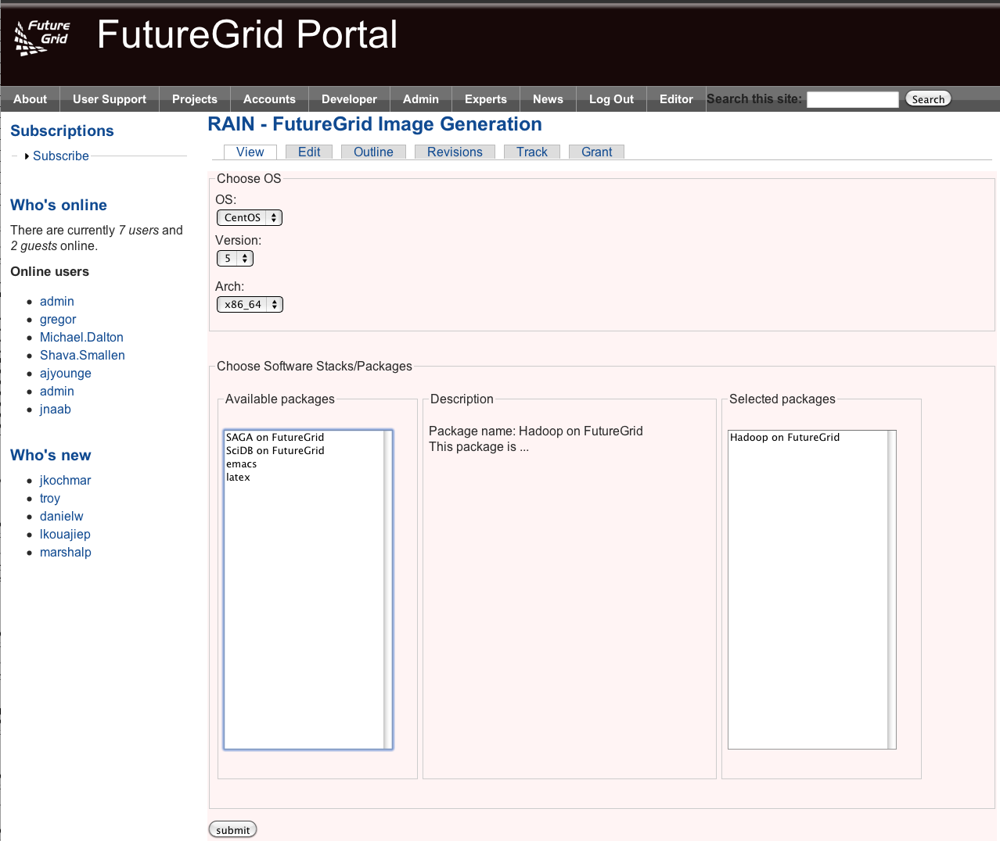 Future
Grid
FutureGrid Portal
About User Support Projects Accounts Developer Admin Experts News Log Out Editor Search this site: Search
Subscriptions
Subscribe
Who's online
There are currently 7 users and
2 guests online.
Online users
admin
gregor
Michael.Dalton
Shava.Smallen
ajyounge
admin
jnaab
Who's new
jkochmar
troy
danielw
lkouajiep
marshalp
RAIN - FutureGrid Image Generation
View Edit Outline Revisions Track Grant
Choose OS
OS:
CentOS
Version:
5
Arch:
x86_64
Choose Software Stacks/Packages
Available packages
SAGA on FutureGrid
SciDB on FutureGrid
emacs
latex
Description
Package name: Hadoop on FutureGrid
This package is ...
Selected packages
Hadoop on FutureGrid
submit